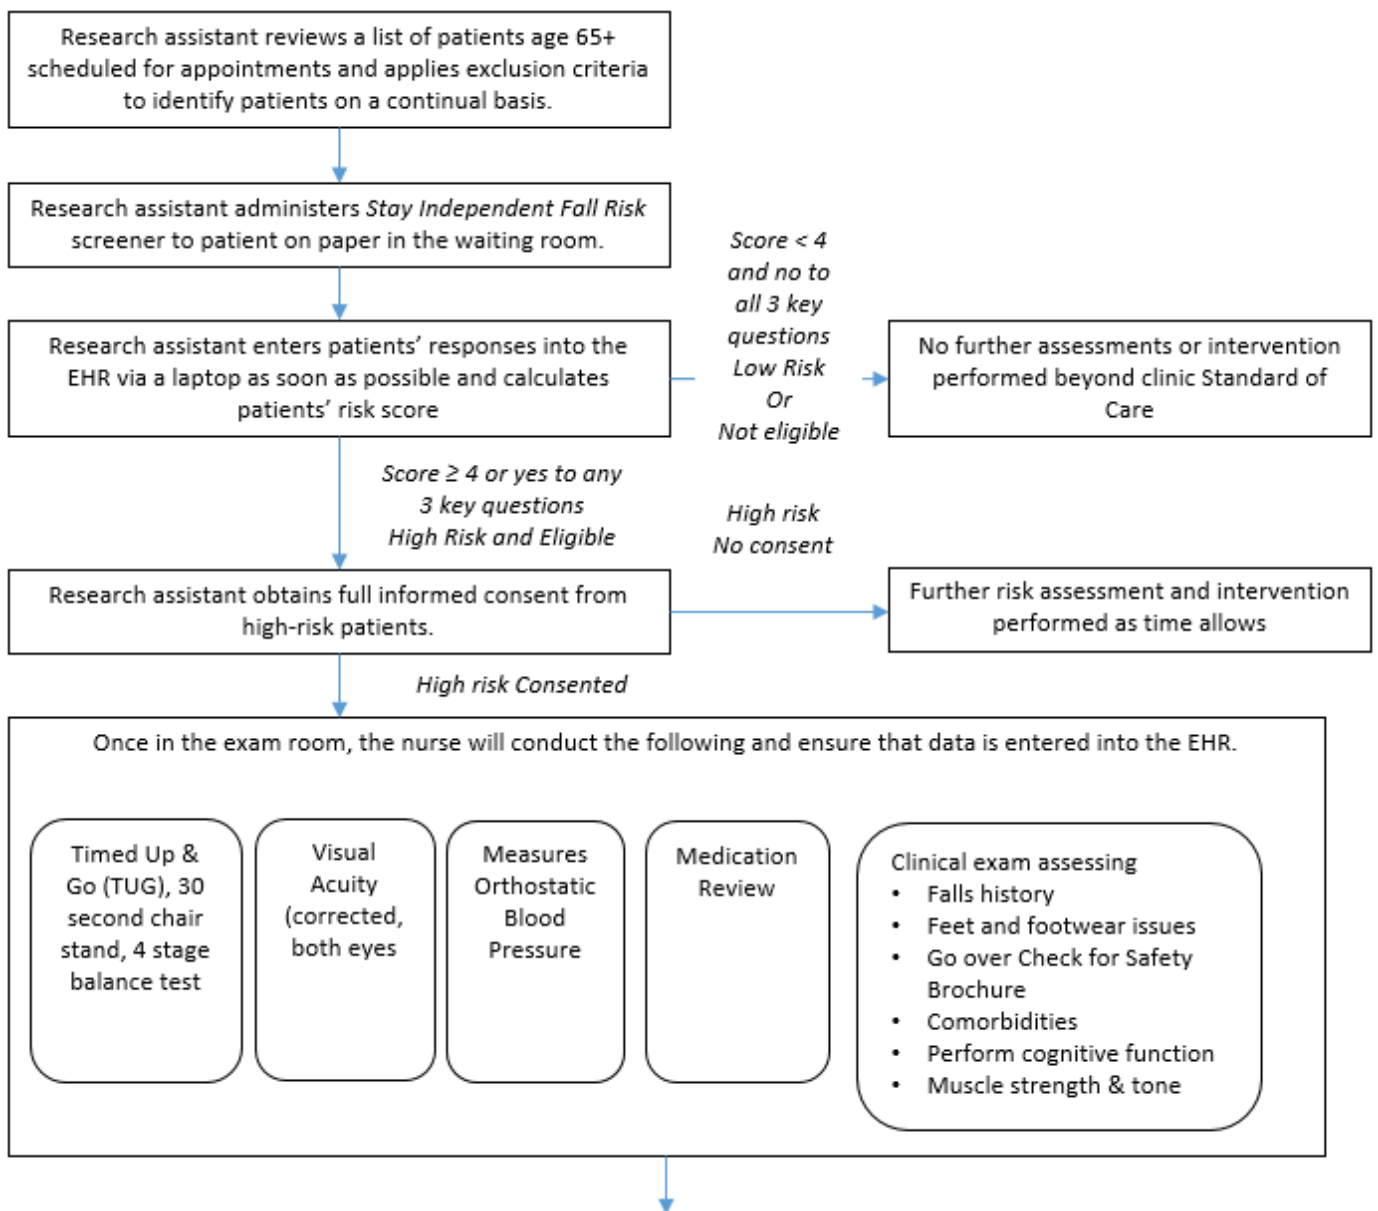 Research assistant reviews a list of patients age 65+
scheduled for appointments and applies exclusion criteria
to identify patients on a continual basis.
Research assistant administers Stay Independent Fall Risk
screener to patient on paper in the waiting room.
Score < 4
and no to
all 3 key
questions
Low Risk
Or
Not eligible
Research assistant enters patients’ responses into the
EHR via a laptop as soon as possible and calculates
patients’ risk score
No further assessments or intervention
performed beyond clinic Standard of
Care
Score ≥ 4 or yes to any
3 key questions
High Risk and Eligible
High risk
No consent
Research assistant obtains full informed consent from
high-risk patients.
Further risk assessment and intervention
performed as time allows
High risk Consented
Once in the exam room, the nurse will conduct the following and ensure that data is entered into the EHR.
Timed Up &
Go (TUG), 30
second chair
stand, 4 stage
balance test
Visual
Acuity
(corrected,
both eyes
Measures
Orthostatic
Blood
Pressure
Medication
Review
Clinical exam assessing
• Falls history
• Feet and footwear issues
• Go over Check for Safety
Brochure
• Comorbidities
• Perform cognitive function
• Muscle strength & tone